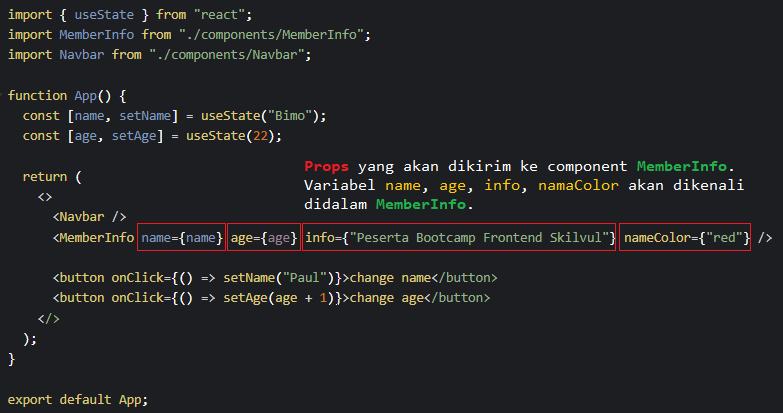 import { useState } from "react";
import MemberInfo from "./components/MemberInfo";
import Navbar from "./components/Navbar";
function App() {
const [name, setName] = useState("Bimo");
const [age, setAge] = useState(22);
return (
Props yang akan dikirim ke component MemberInfo.
Variabel name, age, info, namaColor akan dikenali
didalam MemberInfo.
<>
<Navbar />
<MemberInfo name={name} age={age} info={"Peserta Bootcamp Frontend Skilvul"} nameColor={"red"} />
<button onClick={() => setName("Paul")}>change name</button>
<button onClick={() => setAge(age + 1)}>change age</button>
</>
);
}
export default App;